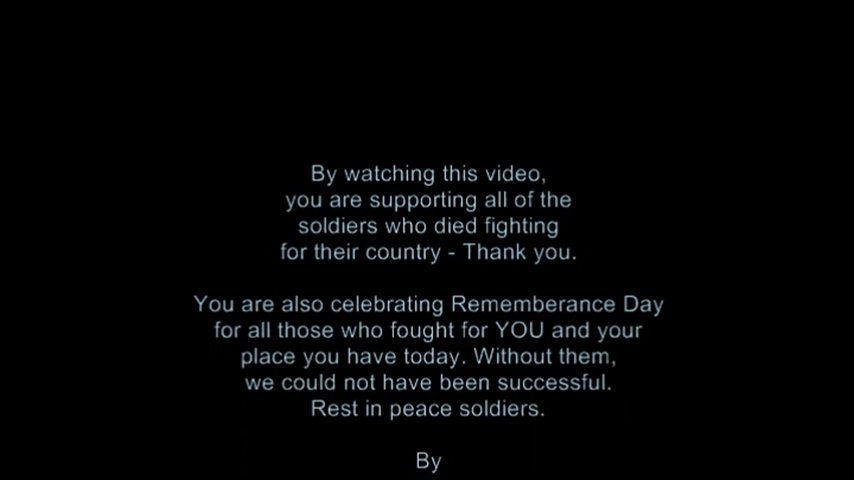 By watching this video,
you are supporting all of the
soldiers who died fighting
for their country - Thank you.
You are also celebrating Rememberance Day
for all those who fought for YOU and your
place you have today. Without them,
we could not have been successful.
Rest in peace soldiers.
By